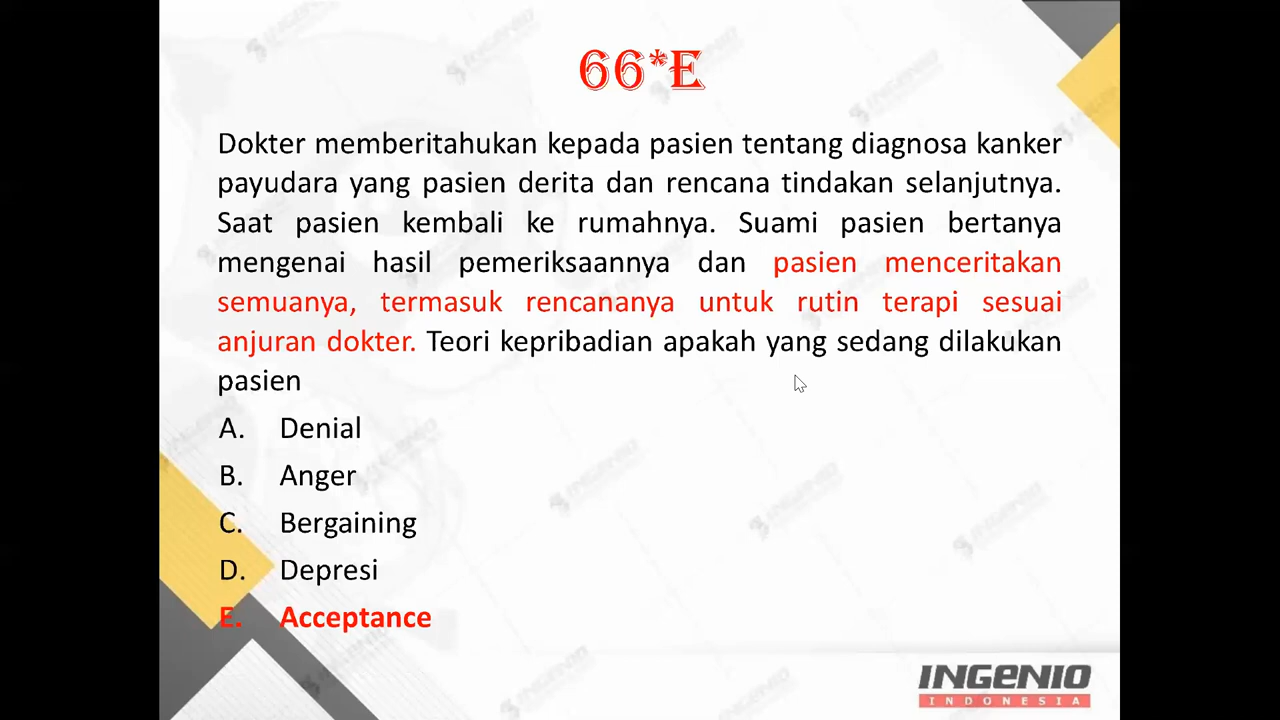 66*E
Dokter memberitahukan kepada pasien tentang diagnosa kanker
payudara yang pasien derita dan rencana tindakan selanjutnya.
Saat pasien kembali ke rumahnya. Suami pasien bertanya
mengenai hasil pemeriksaannya dan pasien menceritakan
semuanya, termasuk rencananya untuk rutin terapi sesuai
anjuran dokter. Teori kepribadian apakah yang sedang dilakukan
pasien
A. Denial
B. Anger
C. Bergaining
D. Depresi
E. Acceptance
INGENIO
INDONESIA